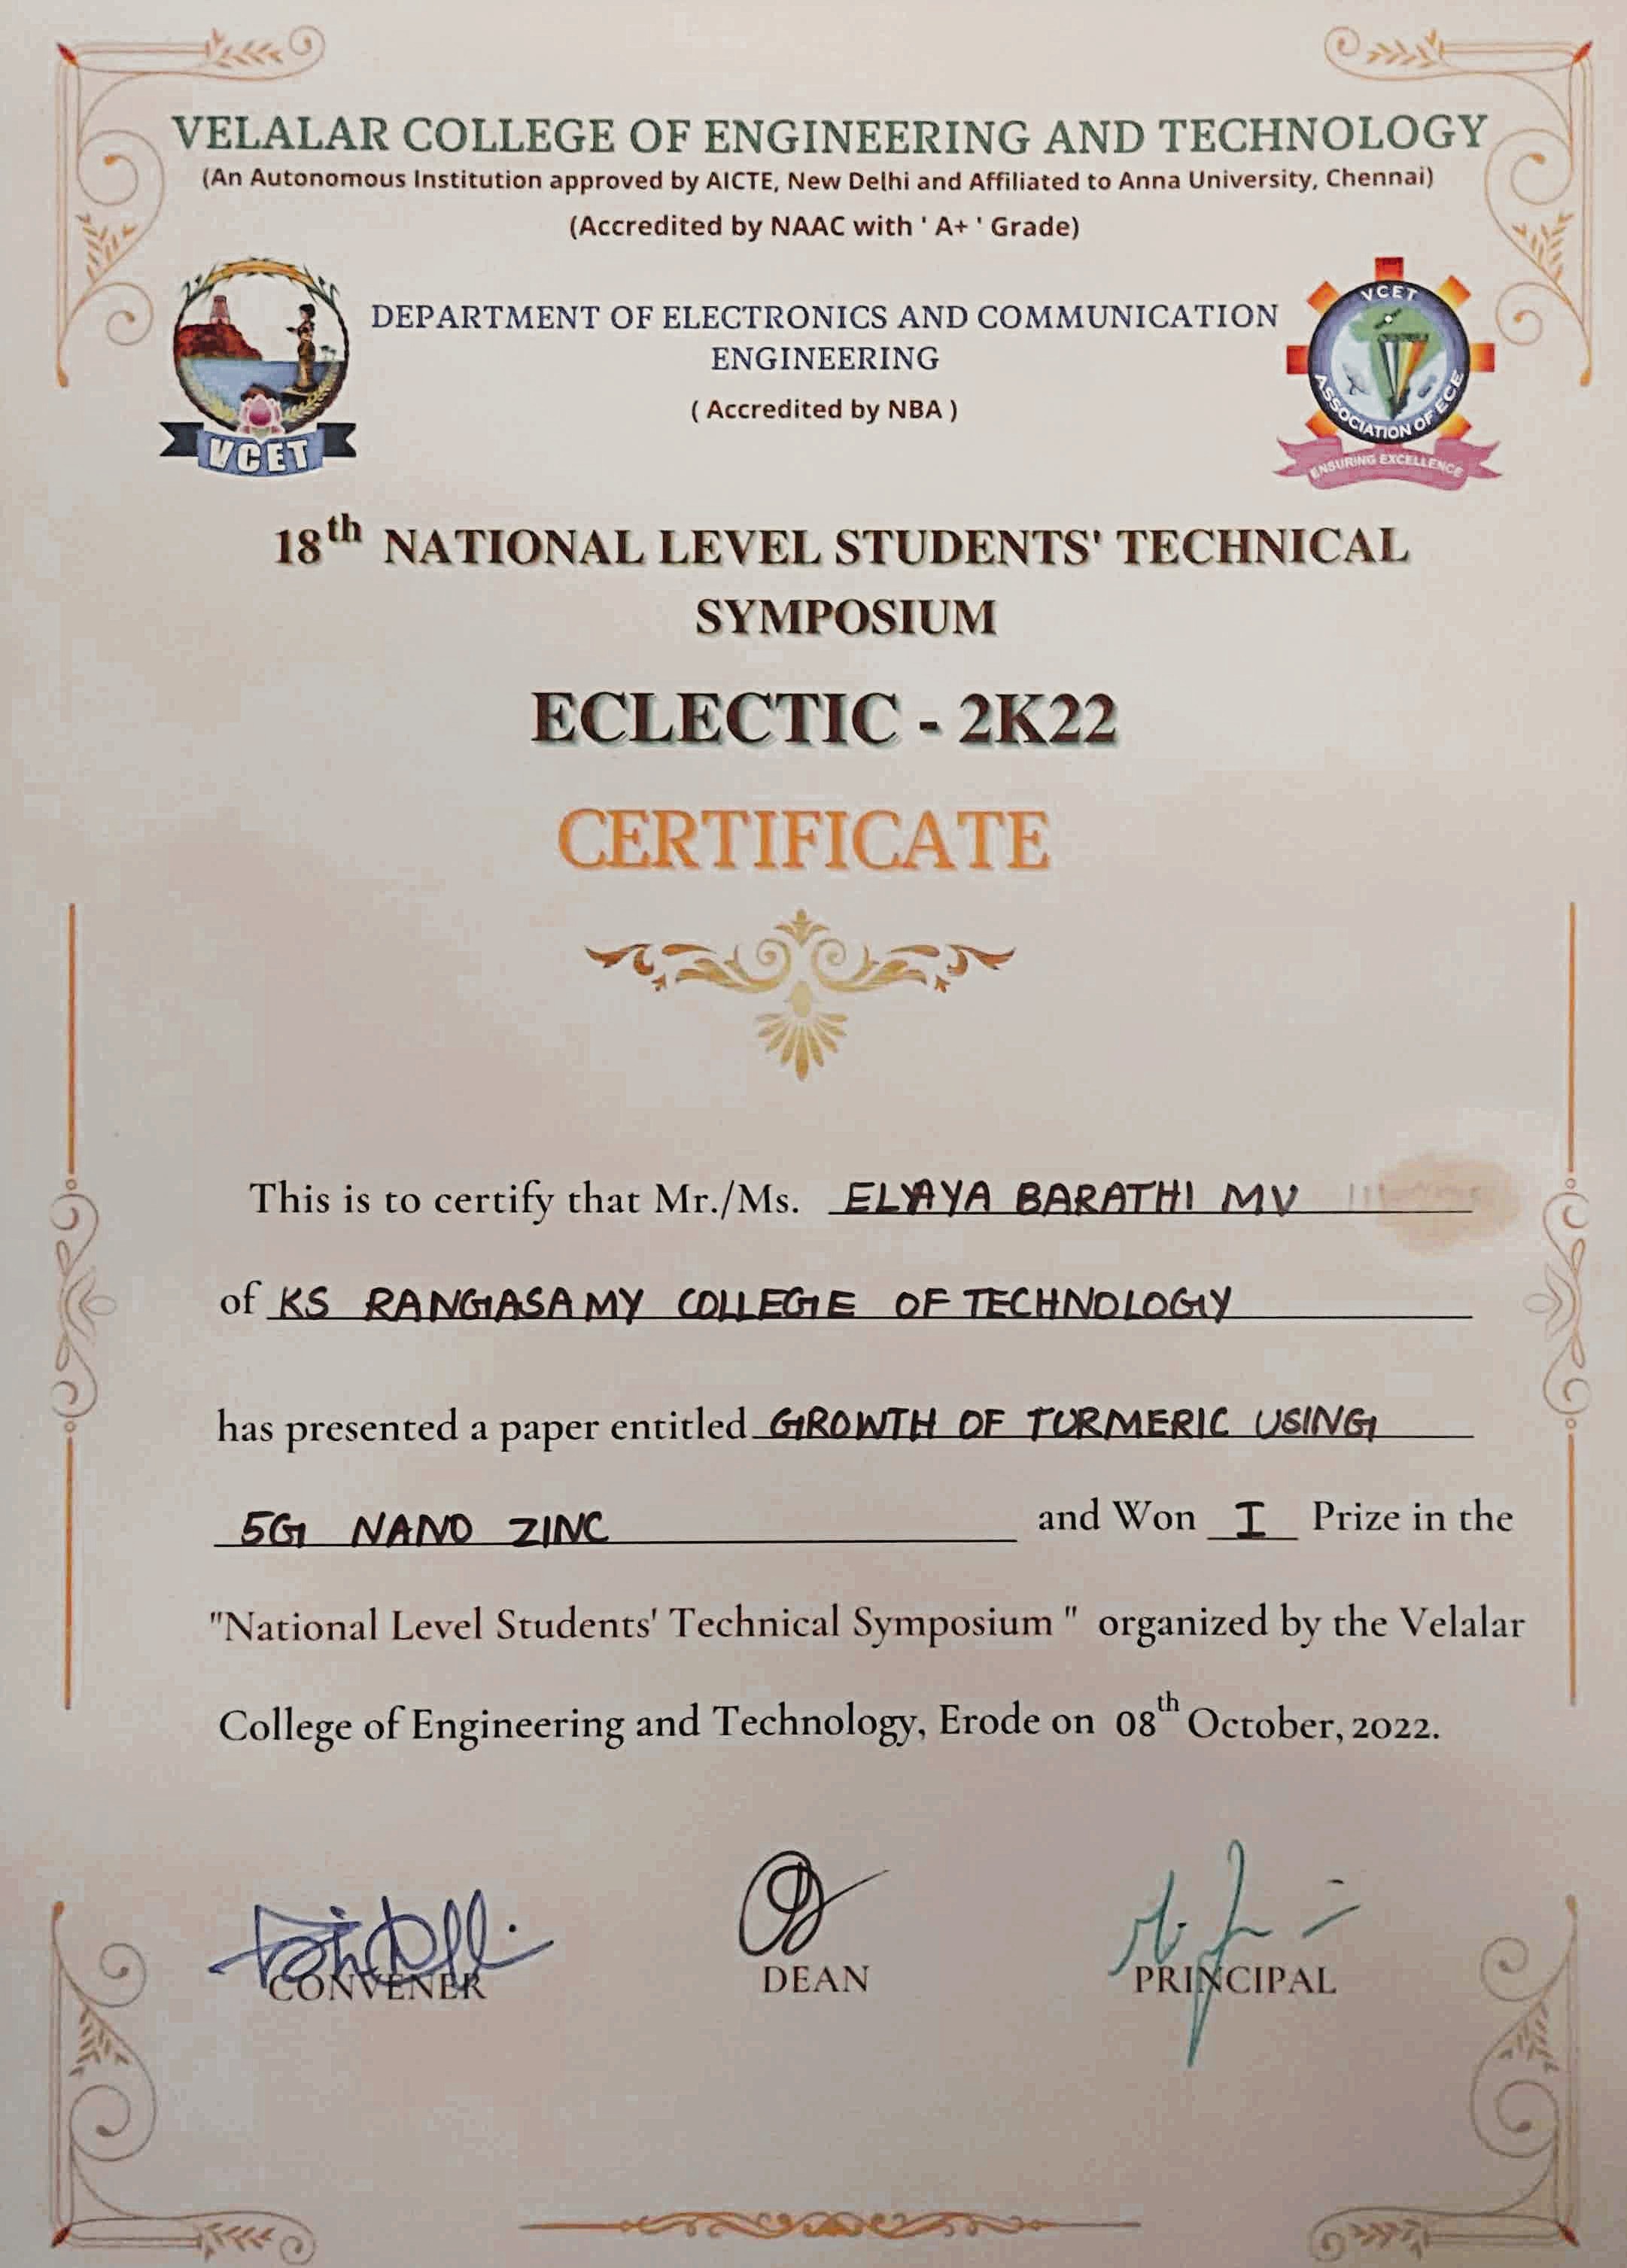 VELALAR COLLEGE OF ENGINEERING AND TECHNOLOGY
(An Autonomous Institution approved by AICTE, New Delhi and Affiliated to Anna University, Chennai)
(Accredited by NAAC with ' A+ ' Grade)
VCET
DEPARTMENT OF ELECTRONICS AND COMMUNICATION
ENGINEERING
( Accredited by NBA )
VCET
ASSOCIATION OF ECE
ENSURING EXCELLENCE
18th NATIONAL LEVEL STUDENTS' TECHNICAL
SYMPOSIUM
ECLECTIC - 2K22
CERTIFICATE
This is to certify that Mr./Ms. ELYAYA BARATHI MV
of KS RANGASAMY COLLEGE OF TECHNOLOGY
has presented a paper entitled GROWTH OF TURMERIC USING
5G NANO ZINC and Won I Prize in the
"National Level Students' Technical Symposium " organized by the Velalar
College of Engineering and Technology, Erode on 08th October, 2022.
CONVENER DEAN PRINCIPAL